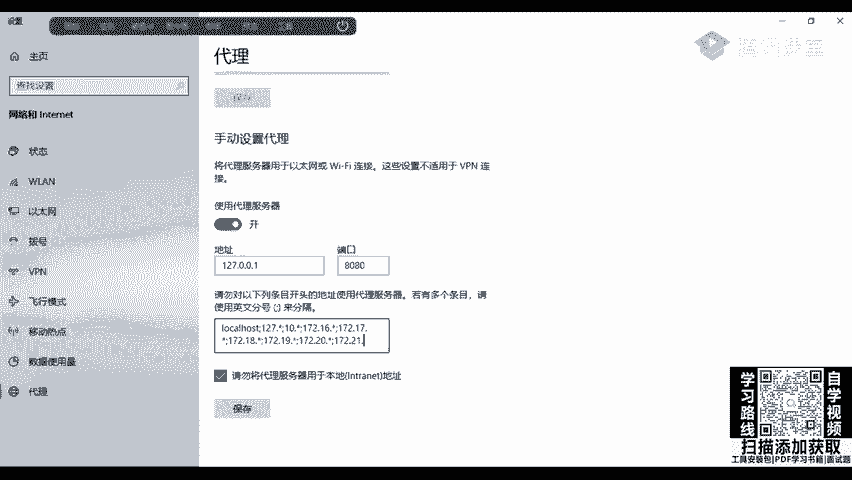 设置
主页
代理
查找设置
保存
网络和 Internet
手动设置代理
状态
将代理服务器用于以太网或 Wi-Fi 连接。这些设置不适用于 VPN 连
接。
WLAN
使用代理服务器
以太网
开
拨号
地址
端口
127.0.0.1
8080
VPN
请勿对以下列条目开头的地址使用代理服务器。若有多个条目，请
使用英文分号 (;) 来分隔。
飞行模式
localhost;127.*;10.*;172.16.*;172.17.
*;172.18.*;172.19.*;172.20.*;172.21.
移动热点
数据使用量
请勿将代理服务器用于本地(Intranet)地址
代理
保存
腾讯课堂
学习路线
自学视频
扫描添加获取
工具安装包|PDF学习书籍|面试题